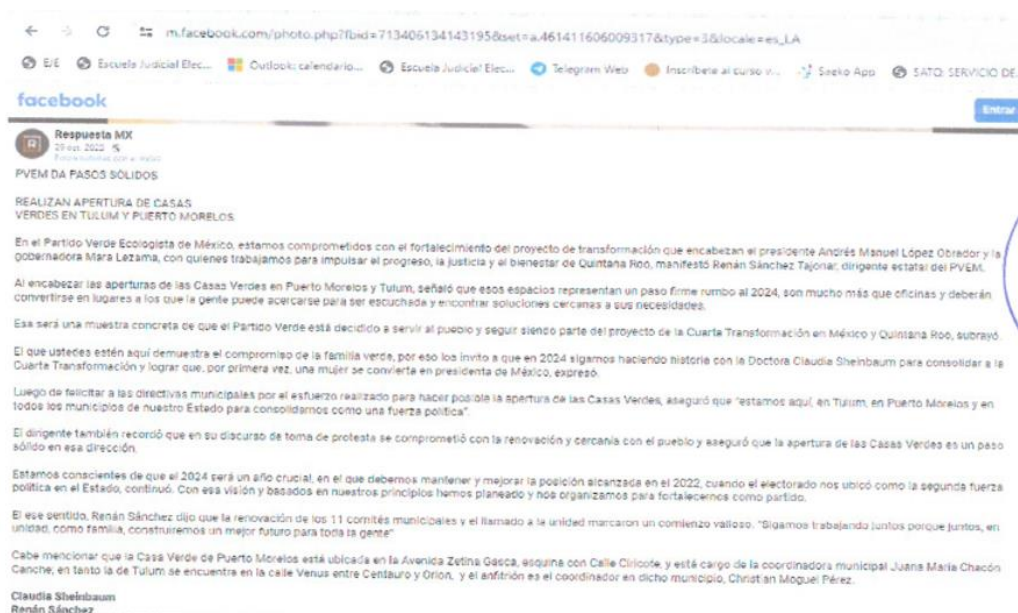 m.facebook.com/photo.php?fbid=713406134143195&set=a.461411606009317&type=3&locale=es_LA
E/E Escuela Judicial Elec... Outlook: calendario... Escuela Judicial Elec... Telegram Web Inscríbete al curso v... Seeko App SATQ: SERVICIO DE
facebook
Entrar
Respuesta MX
29 oct. 2023
PVEM DA PASOS SÓLIDOS
REALIZAN APERTURA DE CASAS
VERDES EN TULUM Y PUERTO MORELOS
En el Partido Verde Ecologista de México, estamos comprometidos con el fortalecimiento del proyecto de transformación que encabezan el presidente Andrés Manuel López Obrador y la
gobernadora Mara Lezama, con quienes trabajamos para impulsar el progreso, la justicia y el bienestar de Quintana Roo, manifestó Renán Sánchez Tajonar, dirigente estatal del PVEM.
Al encabezar las aperturas de las Casas Verdes en Puerto Morelos y Tulum, señaló que esos espacios representan un paso firme rumbo al 2024, son mucho más que oficinas y deberán
convertirse en lugares a los que la gente puede acercarse para ser escuchada y encontrar soluciones cercanas a sus necesidades.
Esa será una muestra concreta de que el Partido Verde está decidido a servir al pueblo y seguir siendo parte del proyecto de la Cuarta Transformación en México y Quintana Roo, subrayó.
El que ustedes estén aquí demuestra el compromiso de la familia verde, por eso los invito a que en 2024 sigamos haciendo historia con la Doctora Claudia Sheinbaum para consolidar a la
Cuarta Transformación y lograr que, por primera vez, una mujer se convierta en presidenta de México, expresó.
Luego de felicitar a las directivas municipales por el esfuerzo realizado para hacer posible la apertura de las Casas Verdes, aseguró que "estamos aquí, en Tulum, en Puerto Morelos y en
todos los municipios de nuestro Estado para consolidarnos como una fuerza política".
El dirigente también recordó que en su discurso de toma de protesta se comprometió con la renovación y cercanía con el pueblo y aseguró que la apertura de las Casas Verdes es un paso
sólido en esa dirección.
Estamos conscientes de que el 2024 será un año crucial, en el que debemos mantener y mejorar la posición alcanzada en el 2022, cuando el electorado nos ubicó como la segunda fuerza
política en el Estado, continuó. Con esa visión y basados en nuestros principios hemos planeado y nos organizamos para fortalecernos como partido.
El ese sentido, Renán Sánchez dijo que la renovación de los 11 comités municipales y el llamado a la unidad marcaron un comienzo valioso. "Sigamos trabajando juntos porque juntos, en
unidad, como familia, construiremos un mejor futuro para toda la gente"
Cabe mencionar que la Casa Verde de Puerto Morelos está ubicada en la Avenida Zetina Gasca, esquina con Calle Ciricote, y está cargo de la coordinadora municipal Juana María Chacón
Canche; en tanto la de Tulum se encuentra en la calle Venus entre Centauro y Orión, y el anfitrión es el coordinador en dicho municipio, Christian Moguel Pérez.
Claudia Sheinbaum
Renán Sánchez